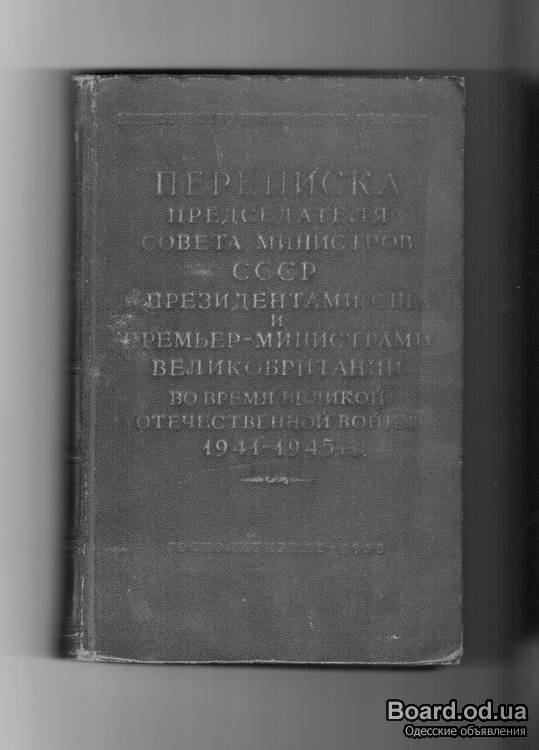 ПЕРЕПИСКА
ПРЕДСЕДАТЕЛЯ
СОВЕТА МИНИСТРОВ
СССР
С ПРЕЗИДЕНТАМИ США
И
ПРЕМЬЕР-МИНИСТРАМИ
ВЕЛИКОБРИТАНИИ
ВО ВРЕМЯ ВЕЛИКОЙ
ОТЕЧЕСТВЕННОЙ ВОЙНЫ
1941-1945 гг.
ГОСПОЛИТИЗДАТ
Board.od.ua
Одесские объявления